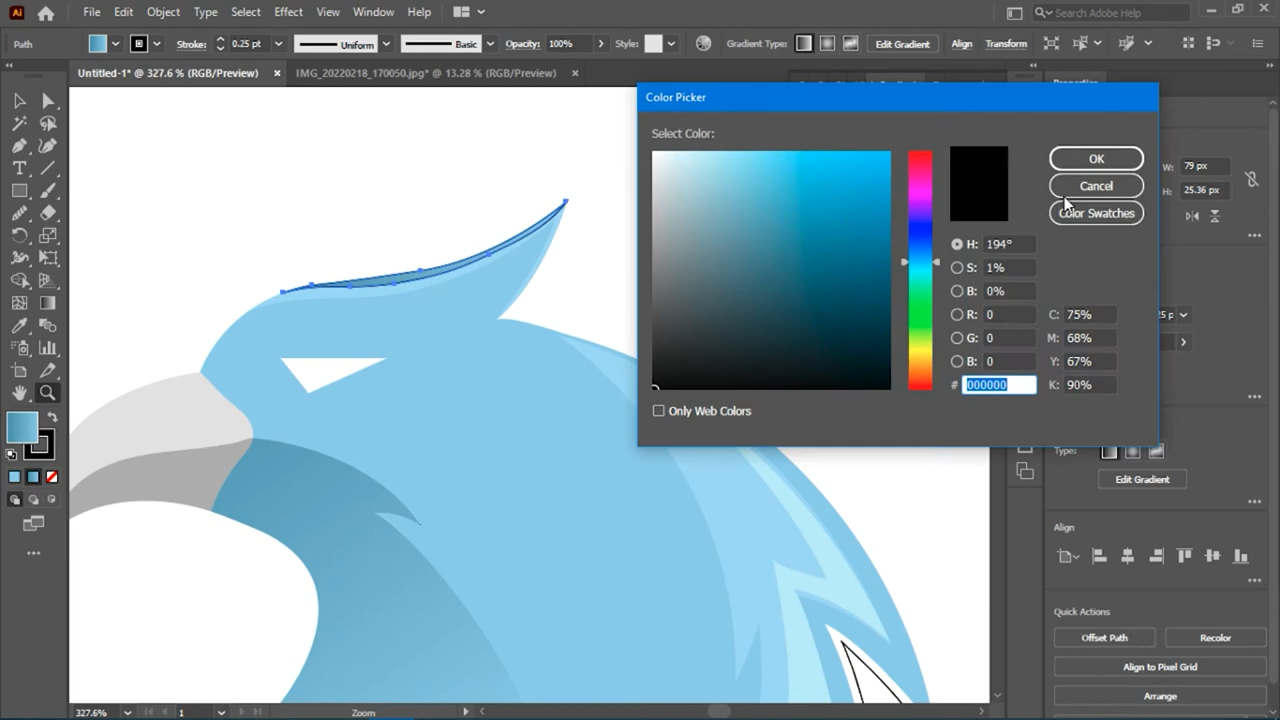 Ai File Edit Object Type Select Effect View Window Help Search Adobe Help
Path Stroke: 0.25 pt Uniform Basic Opacity: 100% Style: Gradient Type: Edit Gradient Align Transform
Untitled-1* @ 327.6 % (RGB/Preview) × IMG_20220218_170050.jpg* @ 13.28 % (RGB/Preview) ×
Color Picker
Select Color:
OK
Cancel
Color Swatches
H: 194°
S: 1%
B: 0%
R: 0 C: 75%
G: 0 M: 68%
B: 0 Y: 67%
# 000000 K: 90%
Only Web Colors
W: 79 px
H: 25.36 px
Type:
Edit Gradient
Align
Quick Actions
Offset Path Recolor
Align to Pixel Grid
Arrange
327.6% 1 Zoom